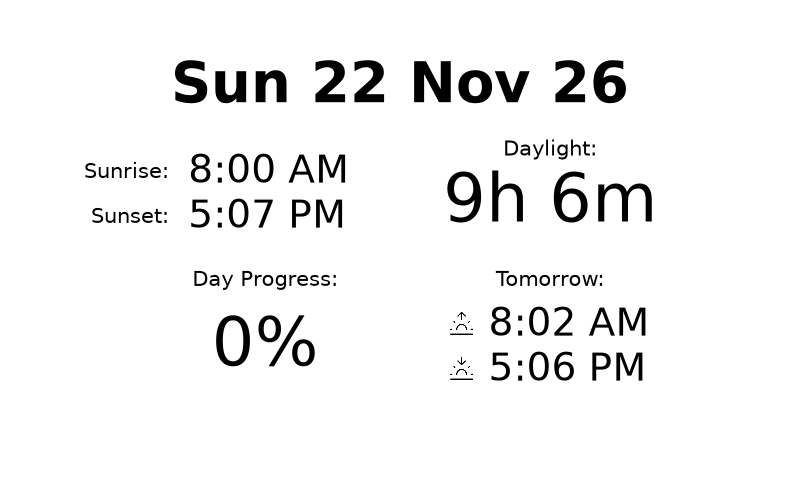 Sun 22 Nov 26
Sunrise: 8:00 AM
Sunset: 5:07 PM
Daylight:
9h 6m
Day Progress:
0%
Tomorrow:
8:02 AM
5:06 PM